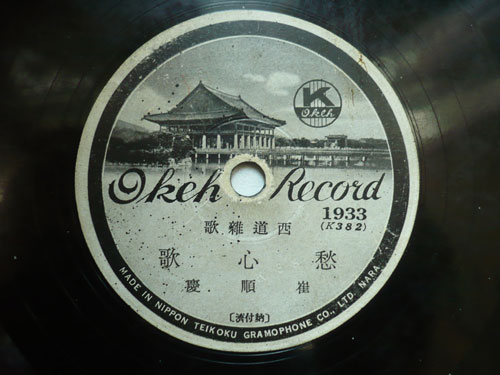 K
Okeh
Okeh Record
1933
(K382)
歌雜道西
歌心愁
慶順崔
〔濟付納〕
MADE IN NIPPON TEIKOKU GRAMOPHONE CO., LTD. NARA.